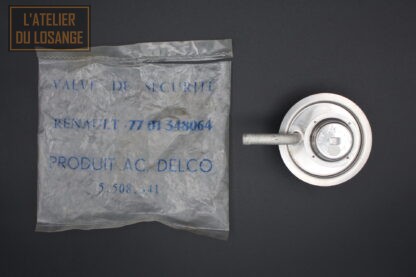 L'ATELIER
DU LOSANGE
VALVE DE SECURITE
RENAULT 77 01 348064
PRODUIT AC DELCO
5.508.341